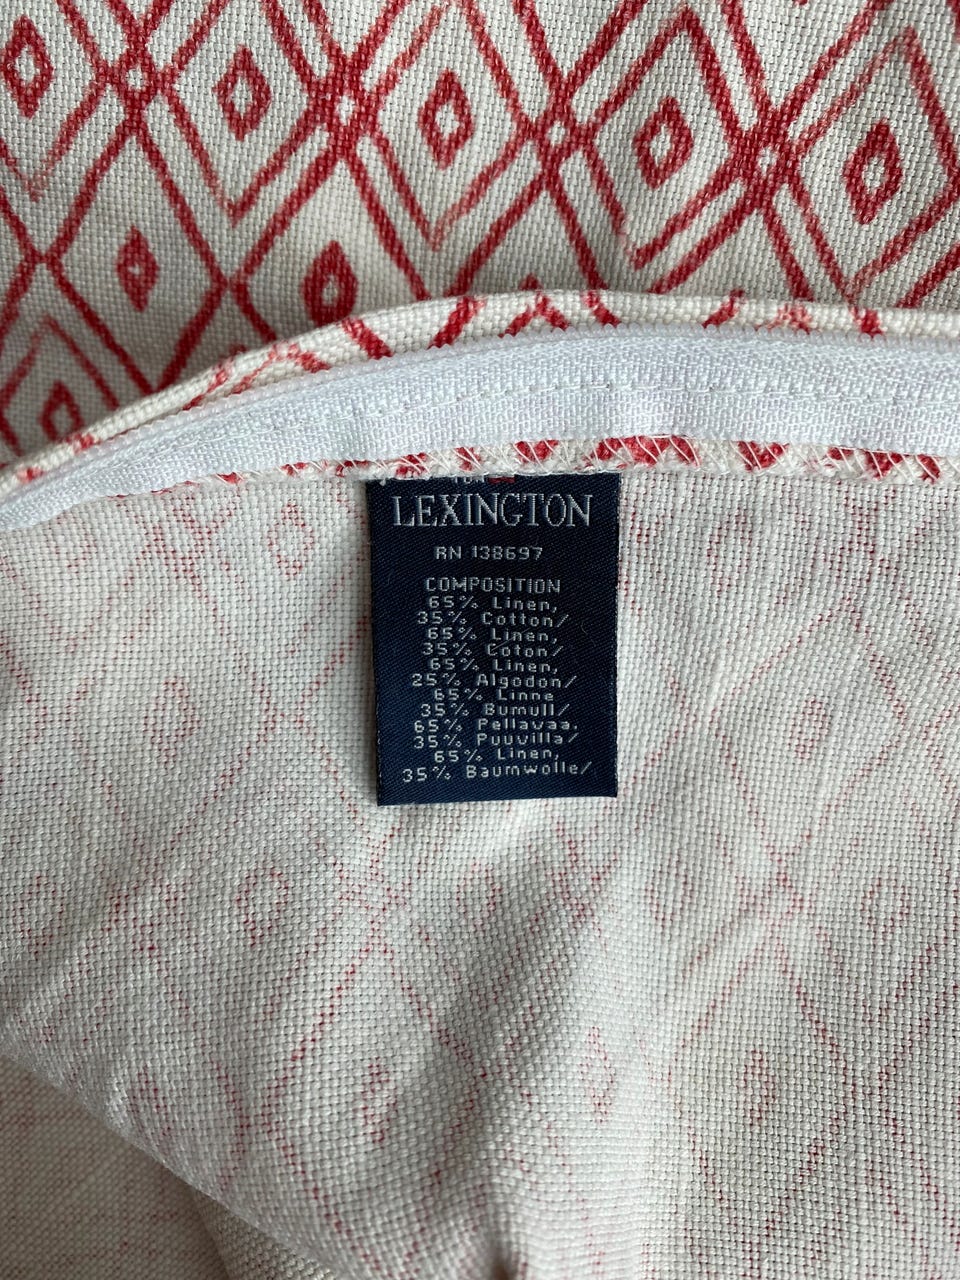 LEXINGTON
RN 138697
COMPOSITION
65% Linen,
35% Cotton/
65% Linen,
35% Coton/
65% Linen,
25% Algodon/
65% Linne
35% Bumull/
65% Pellavaa,
35% Puuvilla/
65% Linen,
35% Baumwolle/